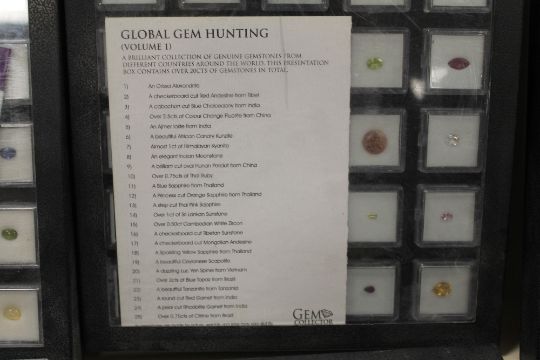 GLOBAL GEM HUNTING
(VOLUME 1)
A BRILLIANT COLLECTION OF GENUINE GEMSTONES FROM
DIFFERENT COUNTRIES AROUND THE WORLD. THIS PRESENTATION
BOX CONTAINS OVER 20CTS OF GEMSTONES IN TOTAL.
1) An Orissa Alexandrite
2) A checkerboard cut Red Andesine from Tibet
3) A cabochon cut Blue Chalcedony from India
4) Over 2.5cts of Colour Change Fluorite from China
5) An Ajmer Iolite from India
6) A beautiful African Canary Kunzite
7) Almost 1ct of Himalayan Kyanite
8) An elegant Indian Moonstone
9) A brilliant cut oval Hunan Peridot from China
10) Over 0.75cts of Thai Ruby
11) A Blue Sapphire from Thailand
12) A Princess cut Orange Sapphire from Thailand
13) A step cut Thai Pink Sapphire
14) Over 1ct of Sri Lankan Sunstone
15) Over 0.50ct Cambodian White Zircon
16) A checkerboard cut Tibetan Sunstone
17) A checkerboard cut Mongolian Andesine
18) A sparkling Yellow Sapphire from Thailand
19) A beautiful Ceylonese Scapolite
20) A dazzling cut Yen Spinel from Vietnam
21) Over 2cts of Blue Topaz from Brazil
22) A beautiful Tanzanite from Tanzania
23) A round cut Red Garnet from India
24) A pear cut Rhodolite Garnet from India
25) Over 0.75cts of Citrine from Brazil
GEM
COLLECTOR